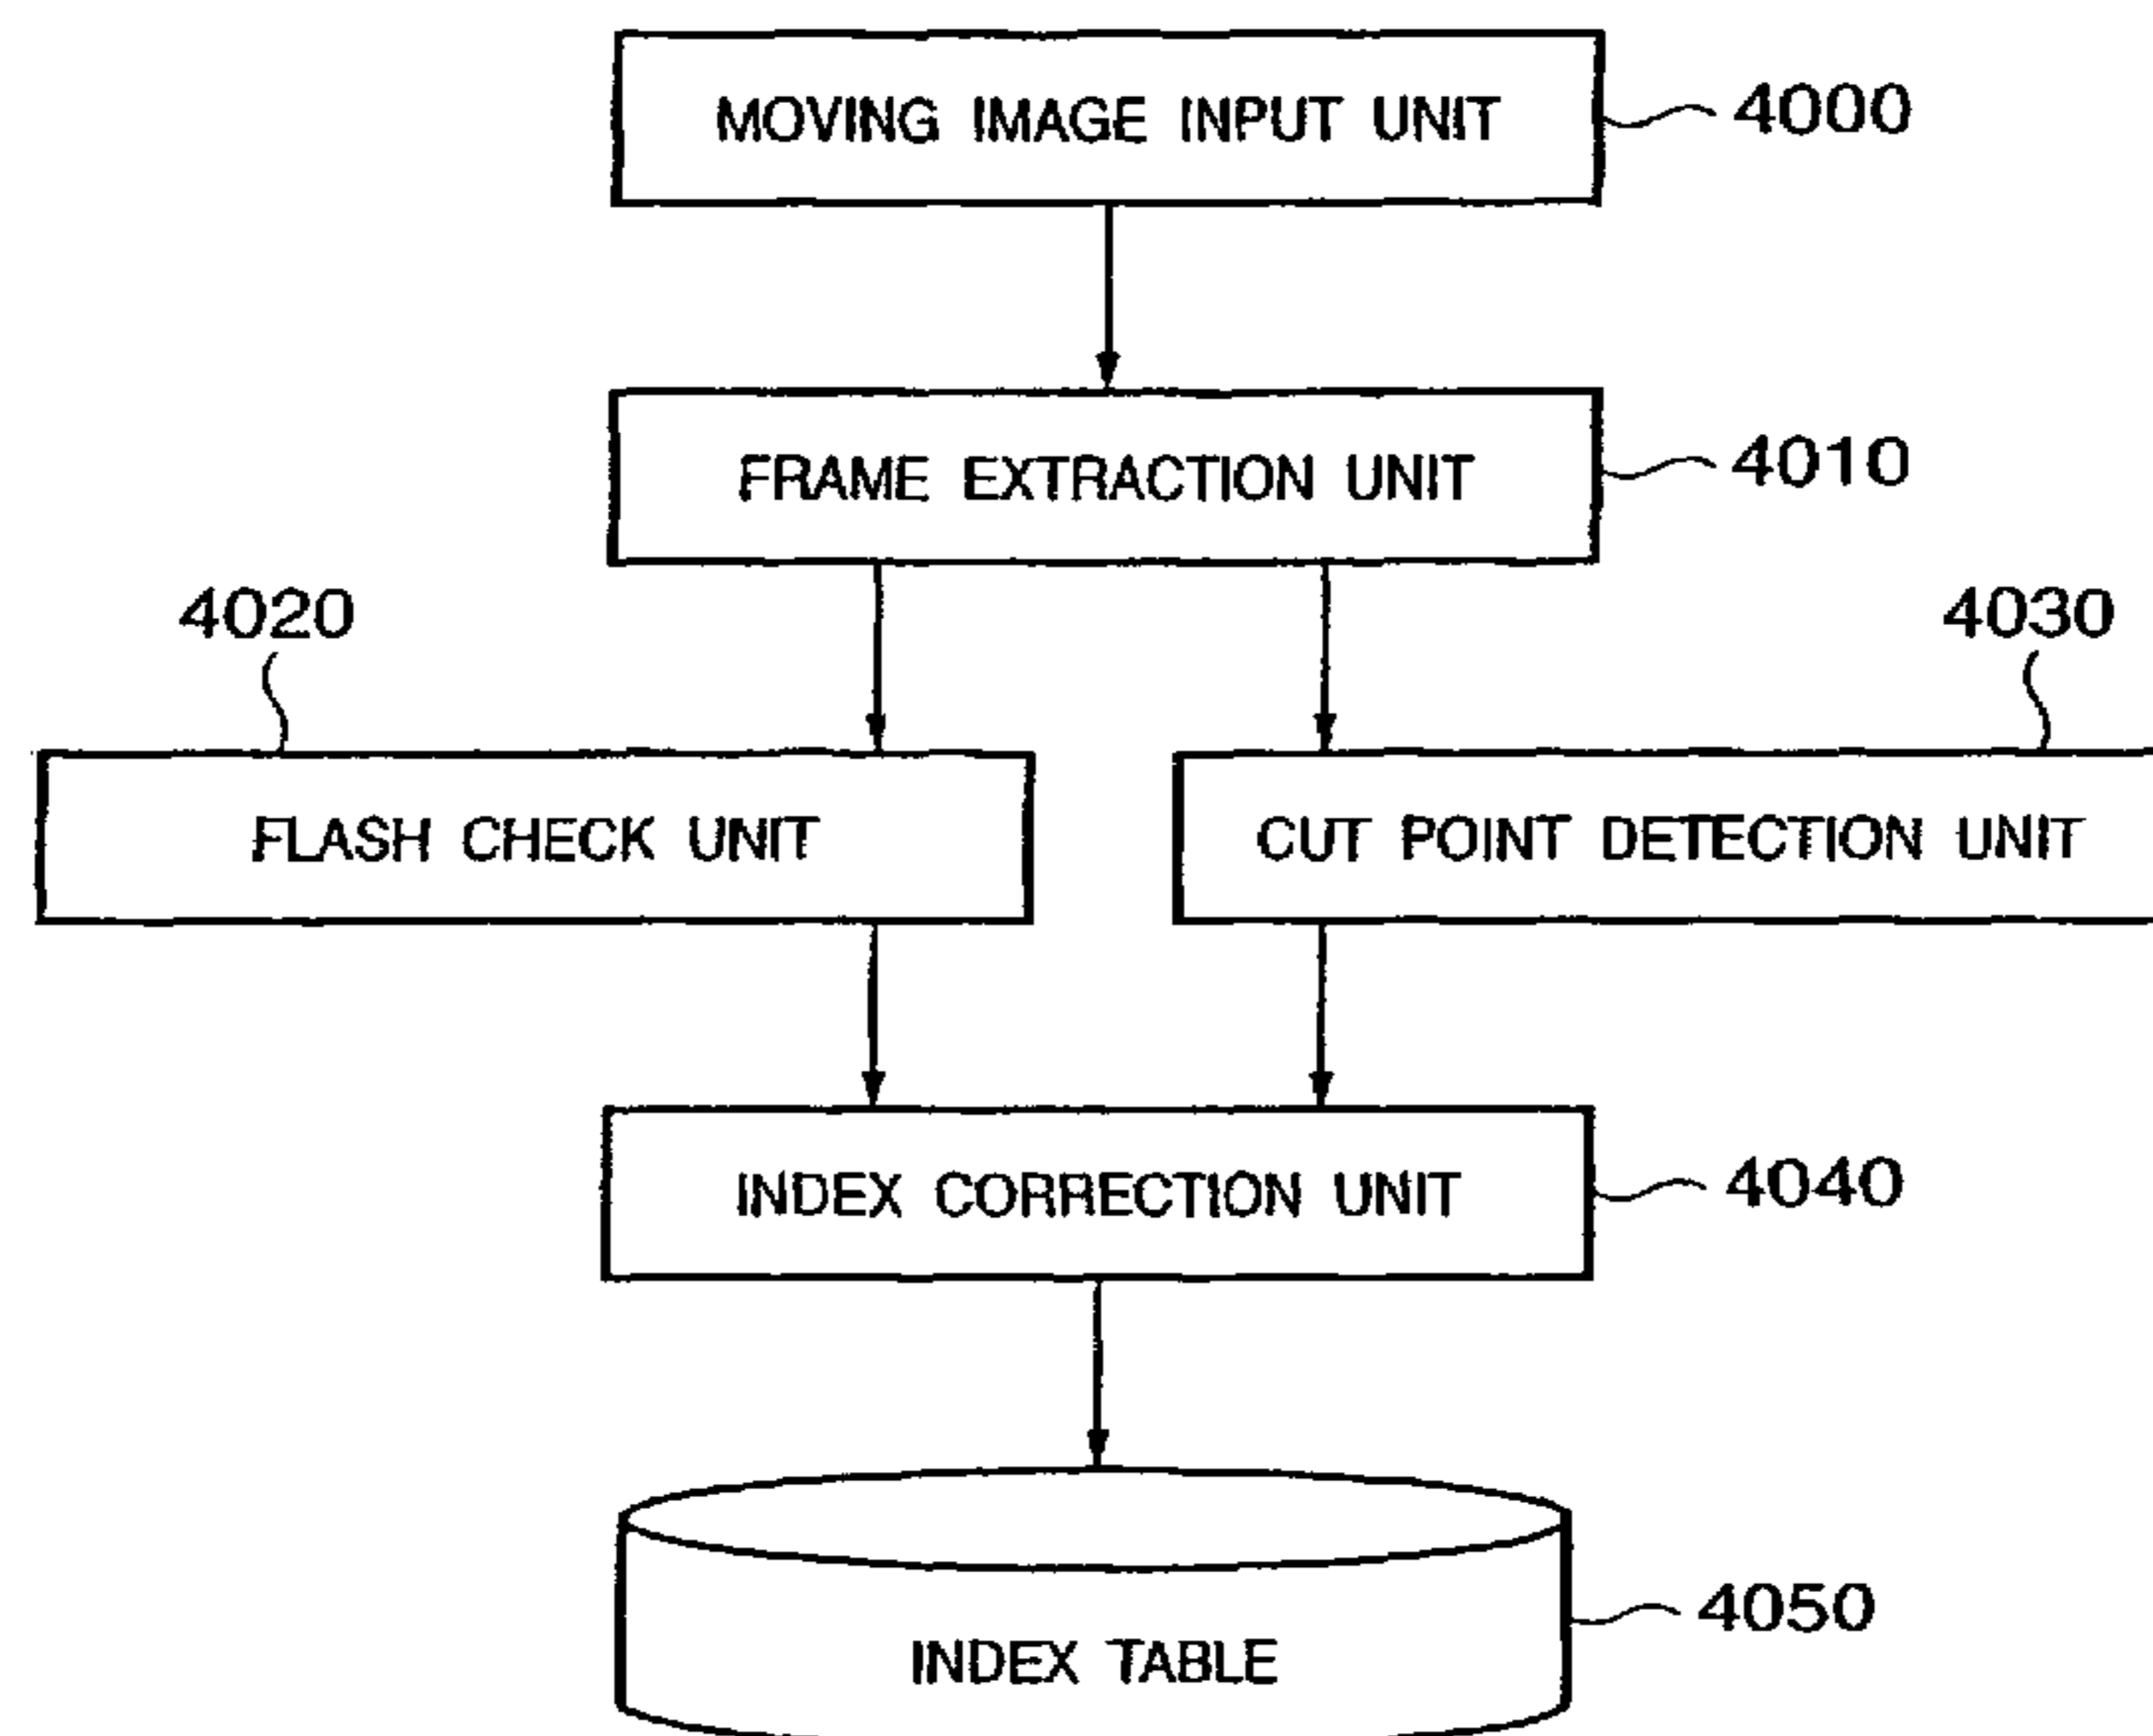 MOVING IMAGE INPUT UNIT
4000
FRAME EXTRACTION UNIT
4010
4020
4030
FLASH CHECK UNIT
CUT POINT DETECTION UNIT
INDEX CORRECTION UNIT
4040
4050
INDEX TABLE